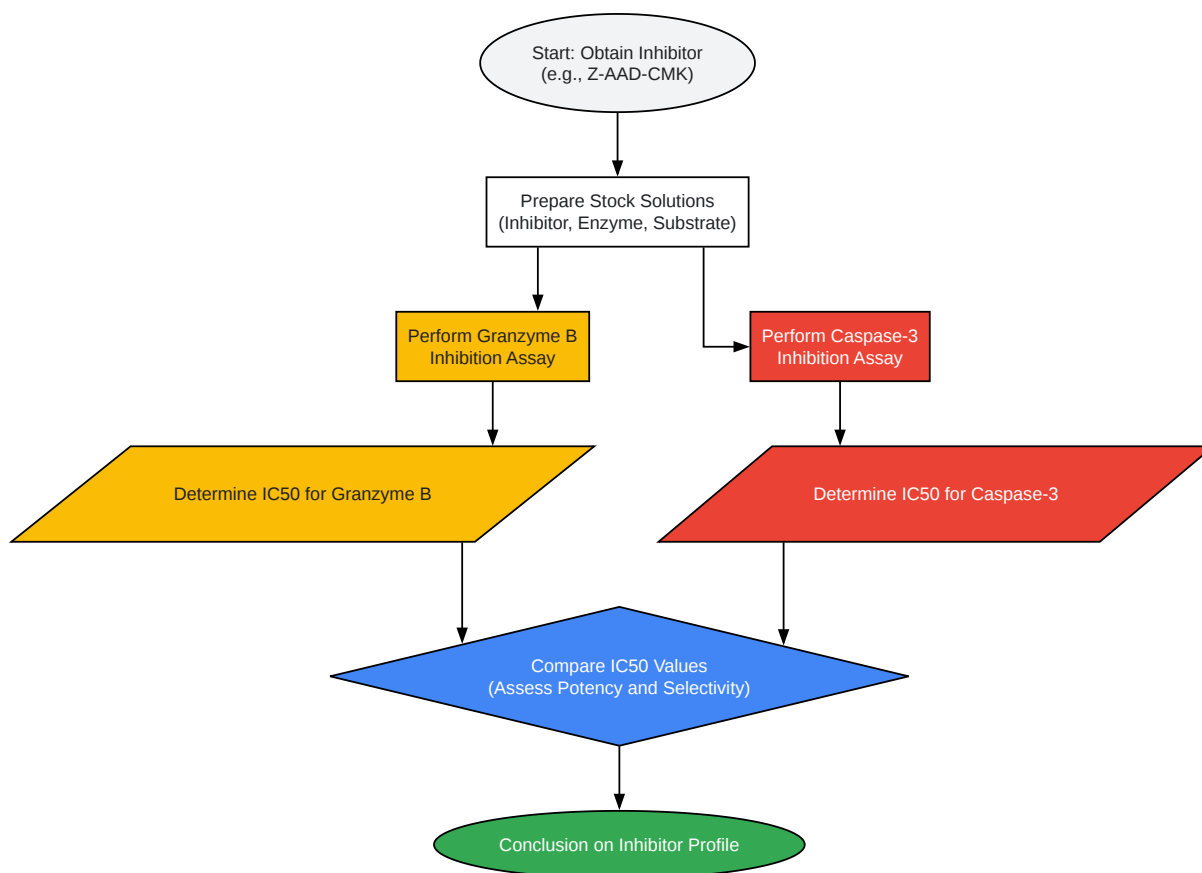 Start: Obtain Inhibitor
(e.g., Z-AAD-CMK)
Prepare Stock Solutions
(Inhibitor, Enzyme, Substrate)
Perform Granzyme B
Inhibition Assay
Perform Caspase-3
Inhibition Assay
Determine IC50 for Granzyme B
Determine IC50 for Caspase-3
Compare IC50 Values
(Assess Potency and Selectivity)
Conclusion on Inhibitor Profile